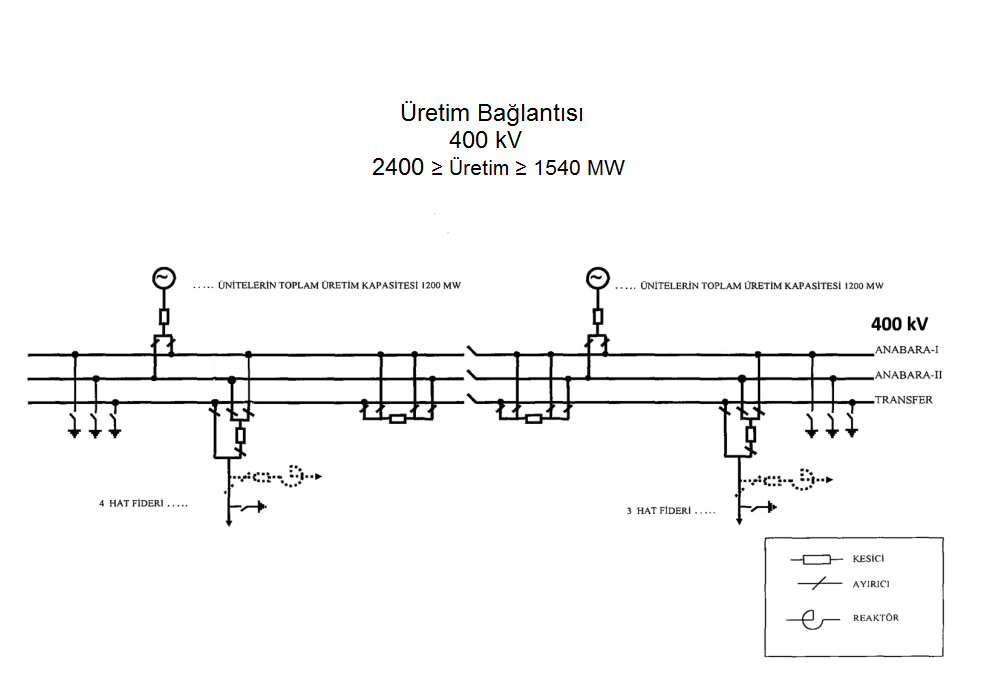 Üretim Bağlantısı
400 kV
2400 ≥ Üretim ≥ 1540 MW
..... ÜNİTELERİN TOPLAM ÜRETİM KAPASİTESİ 1200 MW
..... ÜNİTELERİN TOPLAM ÜRETİM KAPASİTESİ 1200 MW
400 kV
ANABARA-I
ANABARA-II
TRANSFER
4 HAT FİDERİ .....
3 HAT FİDERİ .....
KESİCİ
AYIRICI
REAKTÖR